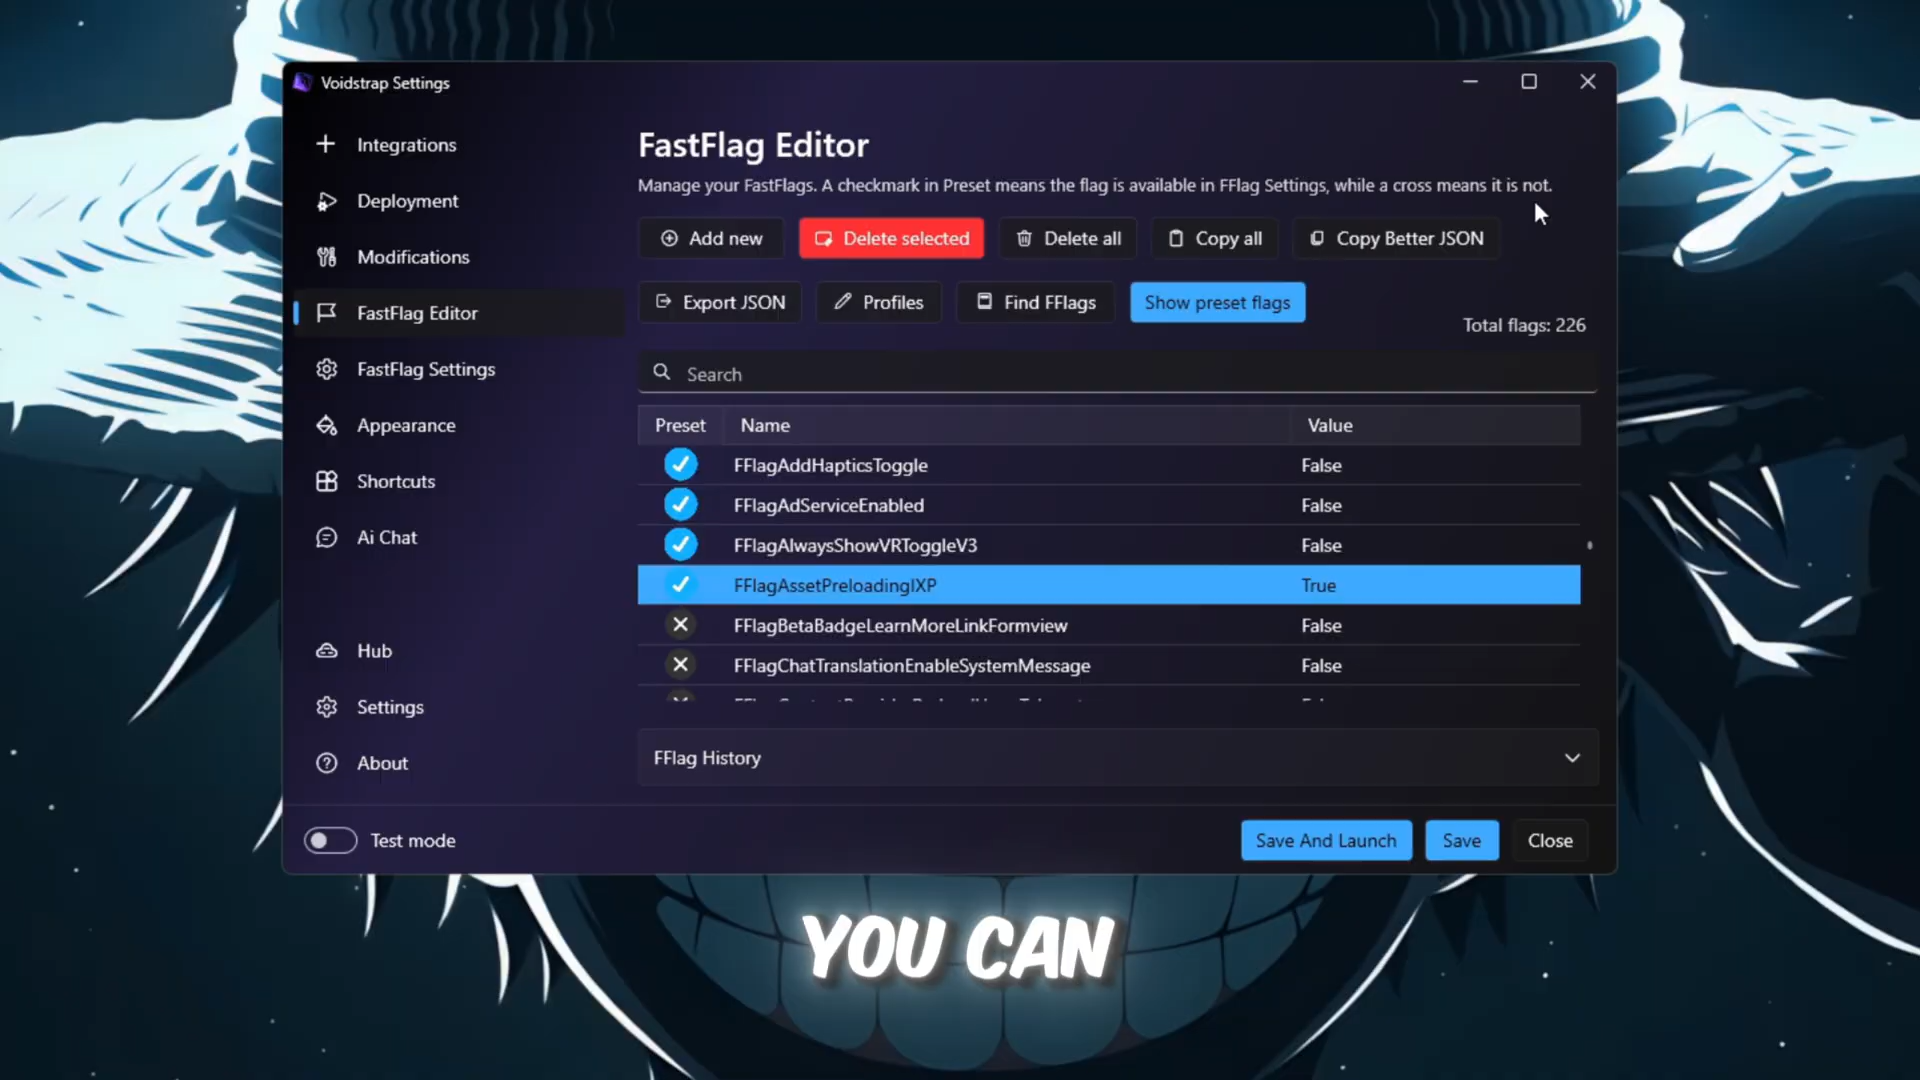 Voidstrap Settings
Integrations
Deployment
Modifications
FastFlag Editor
FastFlag Settings
Appearance
Shortcuts
Ai Chat
Hub
Settings
About
Test mode
FastFlag Editor
Manage your FastFlags. A checkmark in Preset means the flag is available in FFlag Settings, while a cross means it is not.
Add new
Delete selected
Delete all
Copy all
Copy Better JSON
Export JSON
Profiles
Find FFlags
Show preset flags
Total flags: 226
Search
Preset Name Value
FFlagAddHapticsToggle False
FFlagAdServiceEnabled False
FFlagAlwaysShowVRToggleV3 False
FFlagAssetPreloadingIXP True
FFlagBetaBadgeLearnMoreLinkFormview False
FFlagChatTranslationEnableSystemMessage False
FFlag History
Save And Launch
Save
Close
YOU CAN